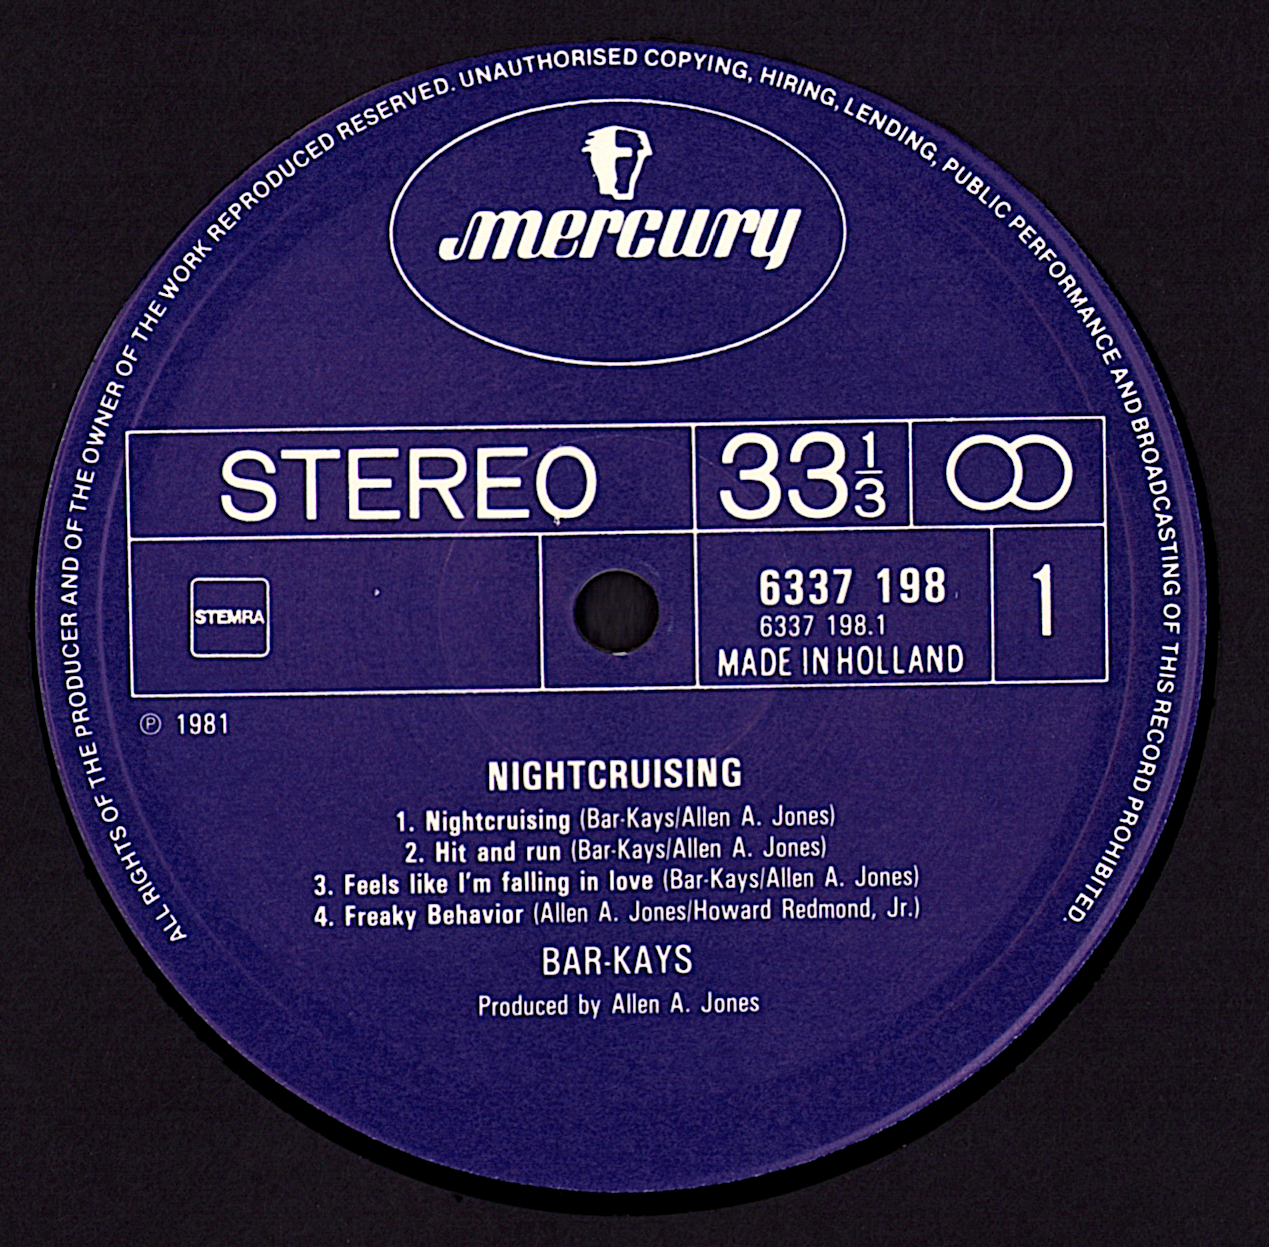 ALL RIGHTS OF THE PRODUCER AND OF THE OWNER OF THE WORK REPRODUCED RESERVED. UNAUTHORISED COPYING, HIRING, LENDING, PUBLIC PERFORMANCE AND BROADCASTING OF THIS RECORD PROHIBITED.
mercury
STEREO 33 1/3
STEMRA
6337 198
6337 198.1
MADE IN HOLLAND
1
℗ 1981
NIGHTCRUISING
1. Nightcruising (Bar-Kays/Allen A. Jones)
2. Hit and run (Bar-Kays/Allen A. Jones)
3. Feels like I'm falling in love (Bar-Kays/Allen A. Jones)
4. Freaky Behavior (Allen A. Jones/Howard Redmond, Jr.)
BAR-KAYS
Produced by Allen A. Jones